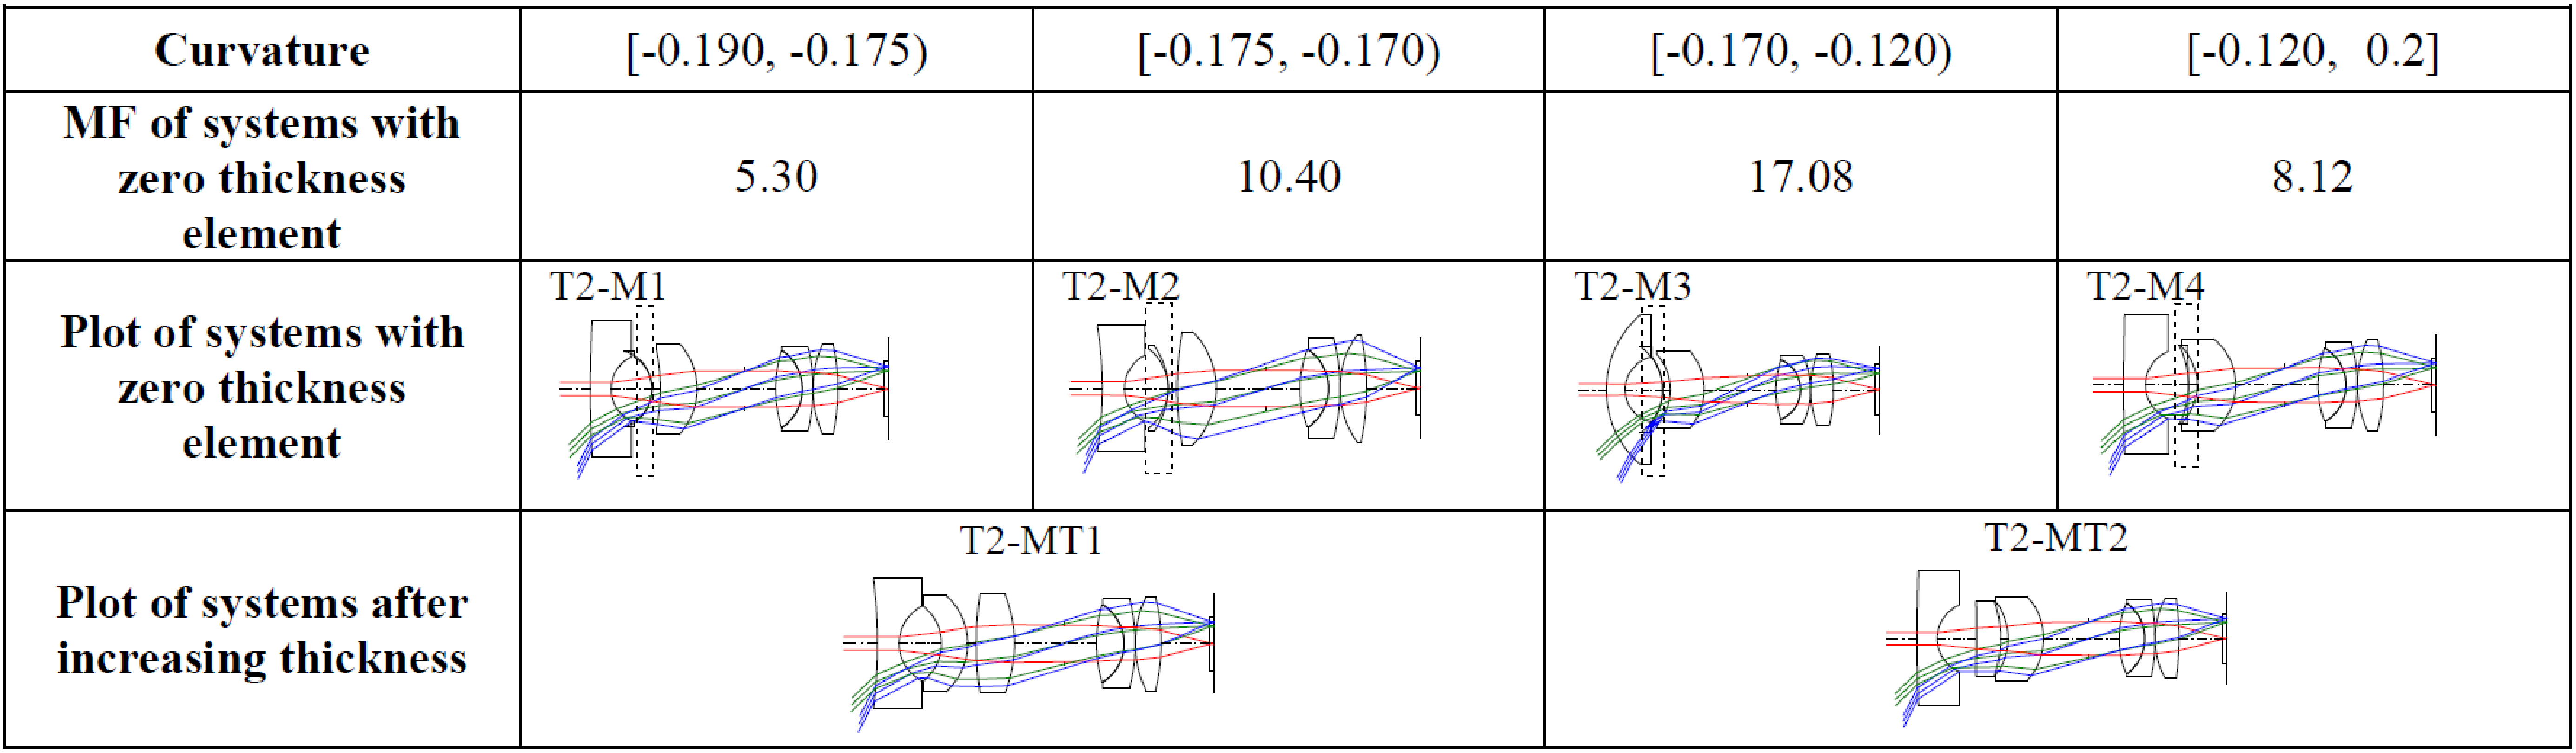 Curvature [-0.190, -0.175) [-0.175, -0.170) [-0.170, -0.120) [-0.120, 0.2]
MF of systems with
zero thickness
element
5.30 10.40 17.08 8.12
Plot of systems with
zero thickness
element
T2-M1 T2-M2 T2-M3 T2-M4
Plot of systems after
increasing thickness
T2-MT1 T2-MT2